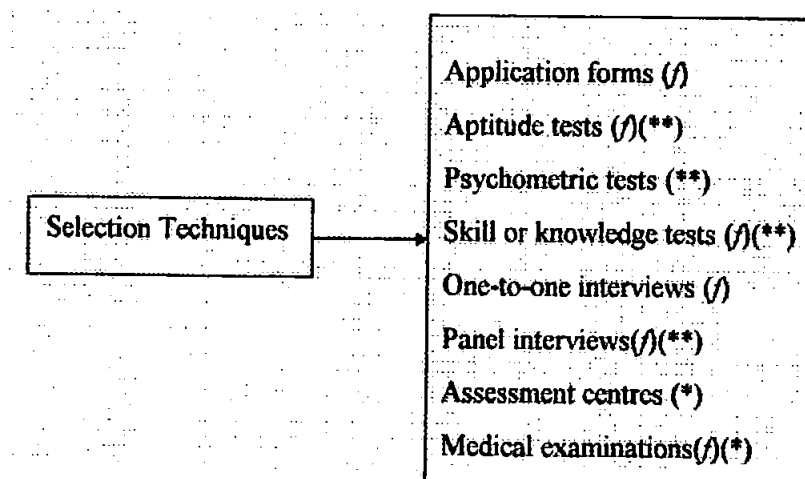 Application forms (f)
Aptitude tests (f)(**)
Psychometric tests (**)
Selection Techniques
Skill or knowledge tests (f)(**)
One-to-one interviews (f)
Panel interviews(f)(**)
Assessment centres (*)
Medical examinations(f)(*)